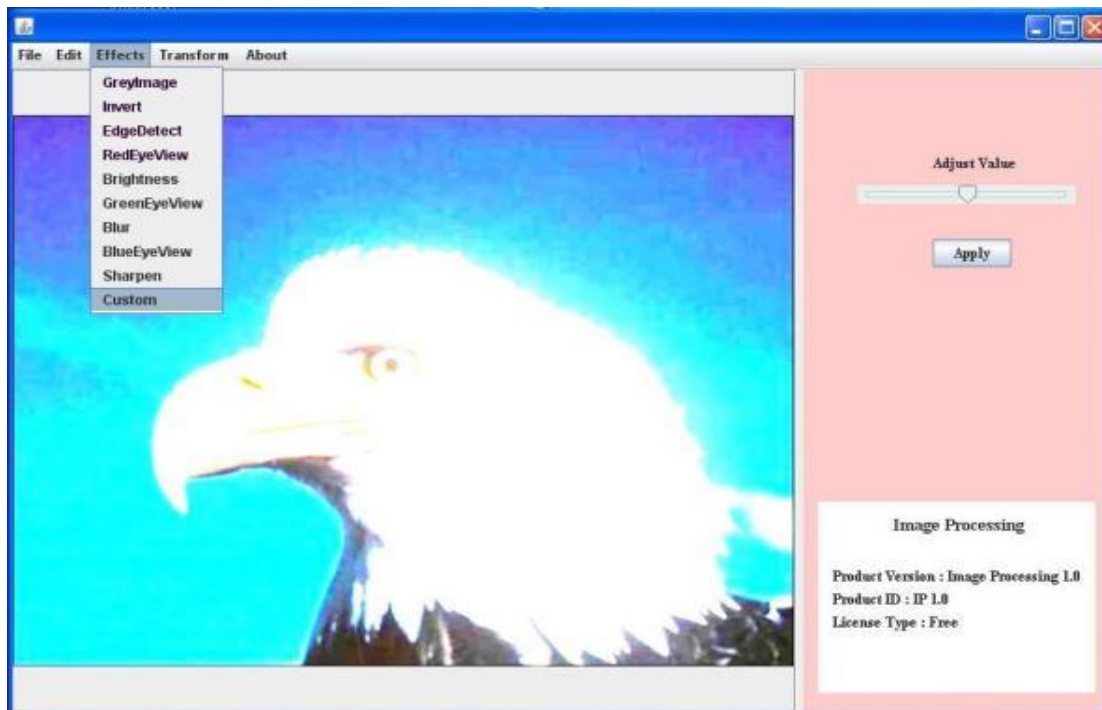 File Edit Effects Transform About
GreyImage
Invert
EdgeDetect
RedEyeView
Brightness
GreenEyeView
Blur
BlueEyeView
Sharpen
Custom
Adjust Value
Apply
Image Processing
Product Version : Image Processing 1.0
Product ID : IP 1.0
License Type : Free